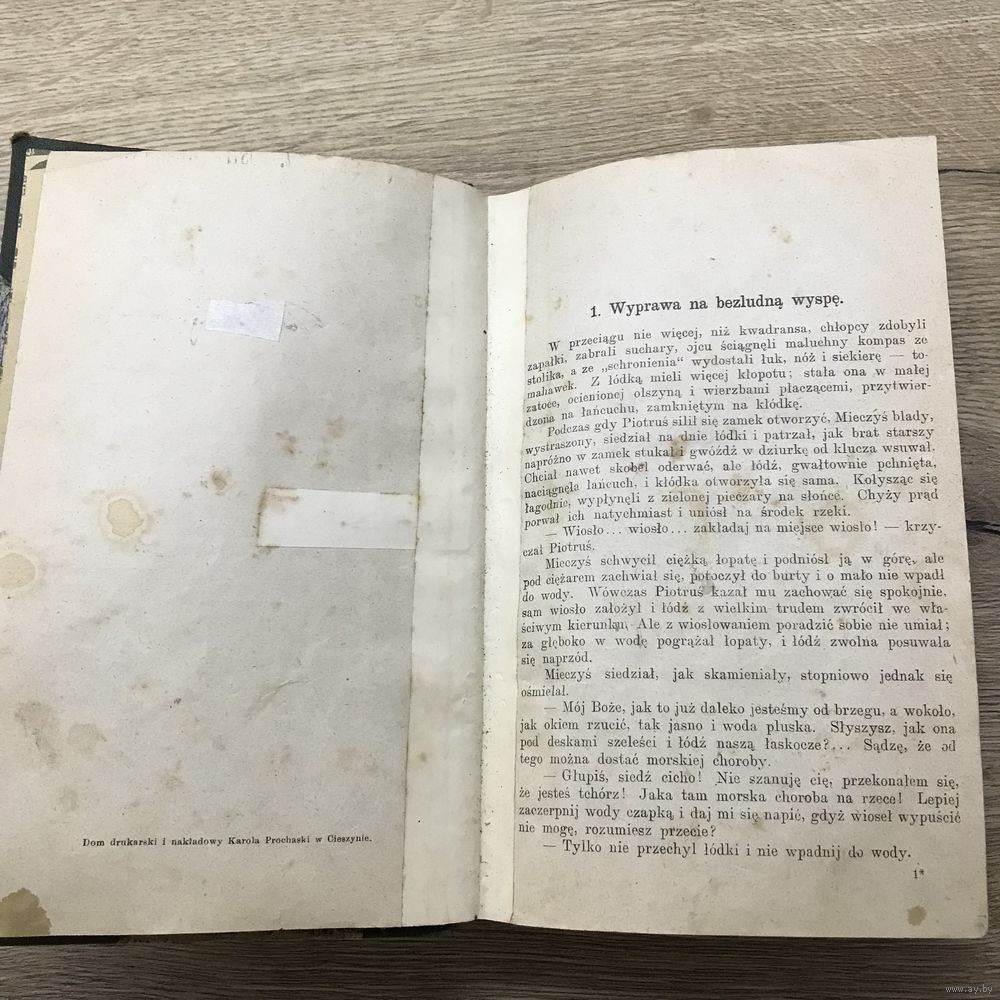 Dom drukarski i nakładowy Karola Prochaski w Cieszynie.
1. Wyprawa na bezludną wyspę.
W przeciągu nie więcej, niż kwadransa, chłopcy zdobyli
zapałki, zabrali suchary, ojcu ściągnęli maluehny kompas ze
stolika, a ze „schronienia“ wydostali łuk, nóż i siekierę — to-
mahawek. Z łódką mieli więcej kłopotu; stała ona w małej
zatoce, ocienionej olszyną i wierzbami płaczącemi, przytwier-
dzona na łańcuchu, zamkniętym na kłódkę.
Podczas gdy Piotruś silił się zamek otworzyć, Mieczyś blady,
wystraszony, siedział na dnie łódki i patrzał, jak brat starszy
napróżno w zamek stukał i gwóźdź w dziurkę od klucza wsuwał.
Chciał nawet skobel oderwać, ale łódź, gwałtownie pchnięta,
naciągnęła łańcuch, i kłódka otworzyła się sama. Kołysząc się
łagodnie, wypłynęli z zielonej pieczary na słońce. Chyży prąd
porwał ich natychmiast i uniósł na środek rzeki.
— Wiosło... wiosło... zakładaj na miejsce wiosło! — krzy-
czał Piotruś.
Mieczyś schwycił ciężką łopatę i podniósł ją w górę, ale
pod ciężarem zachwiał się, potoczył do burty i o mało nie wpadł
do wody. Wówczas Piotruś kazał mu zachować się spokojnie,
sam wiosło założył i łódź z wielkim trudem zwrócił we wła-
ściwym kierunku. Ale z wiosłowaniem poradzić sobie nie umiał;
za głęboko w wodę pogrążał łopaty, i łódź zwolna posuwała
się naprzód.
Mieczyś siedział, jak skamieniały, stopniowo jednak się
ośmielał.
— Mój Boże, jak to już daleko jesteśmy od brzegu, a wokoło,
jak okiem rzucić, tak jasno i woda pluska. Słyszysz, jak ona
pod deskami szeleści i łódź naszą łaskocze?... Sądzę, że od
tego można dostać morskiej choroby.
— Głupiś, siedź cicho! Nie szanuję cię, przekonałem się,
że jesteś tchórz! Jaka tam morska choroba na rzece! Lepiej
zaczerpnij wody czapką i daj mi się napić, gdyż wioseł wypuścić
nie mogę, rozumiesz przecie?
— Tylko nie przechyl łódki i nie wpadnij do wody.
1*
www.ay.by